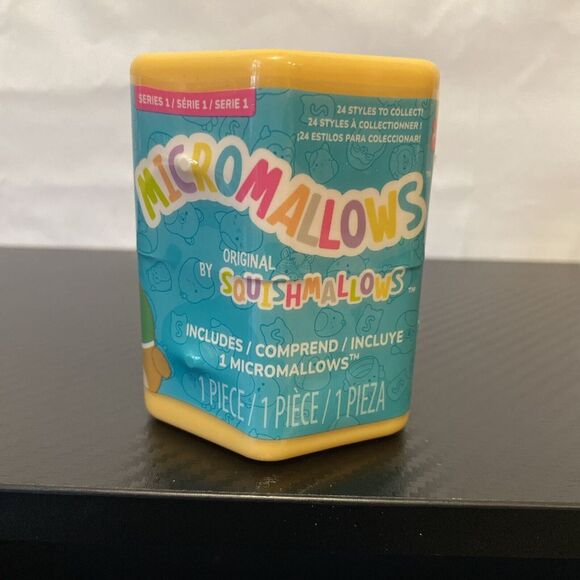 SERIES 1 / SÉRIE 1 / SERIE 1
24 STYLES TO COLLECT!
24 STYLES À COLLECTIONNER !
¡24 ESTILOS PARA COLECCIONAR!
MICROMALLOWS
BY ORIGINAL SQUISHMALLOWS™
INCLUDES / COMPREND / INCLUYE
1 MICROMALLOWS™
1 PIECE / 1 PIÈCE / 1 PIEZA